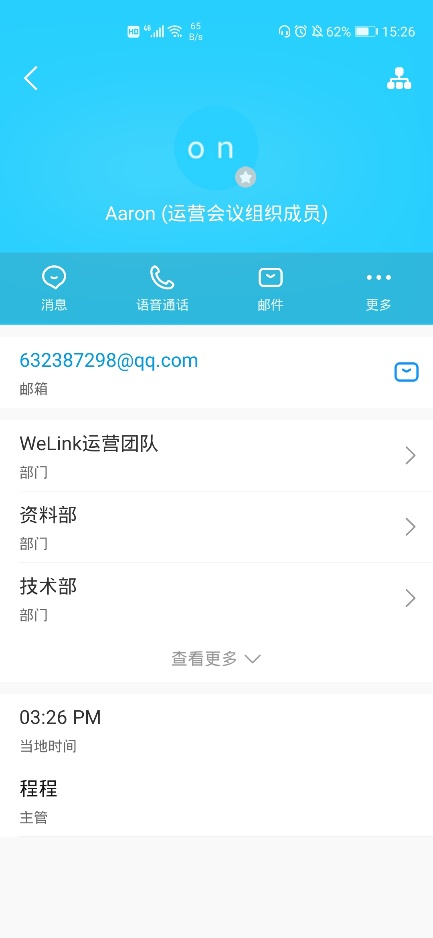 HD 4G 65 B/s 62% 15:26
on
Aaron (运营会议组织成员)
消息 语音通话 邮件 更多
632387298@qq.com
邮箱
WeLink运营团队
部门
资料部
部门
技术部
部门
查看更多
03:26 PM
当地时间
程程
主管